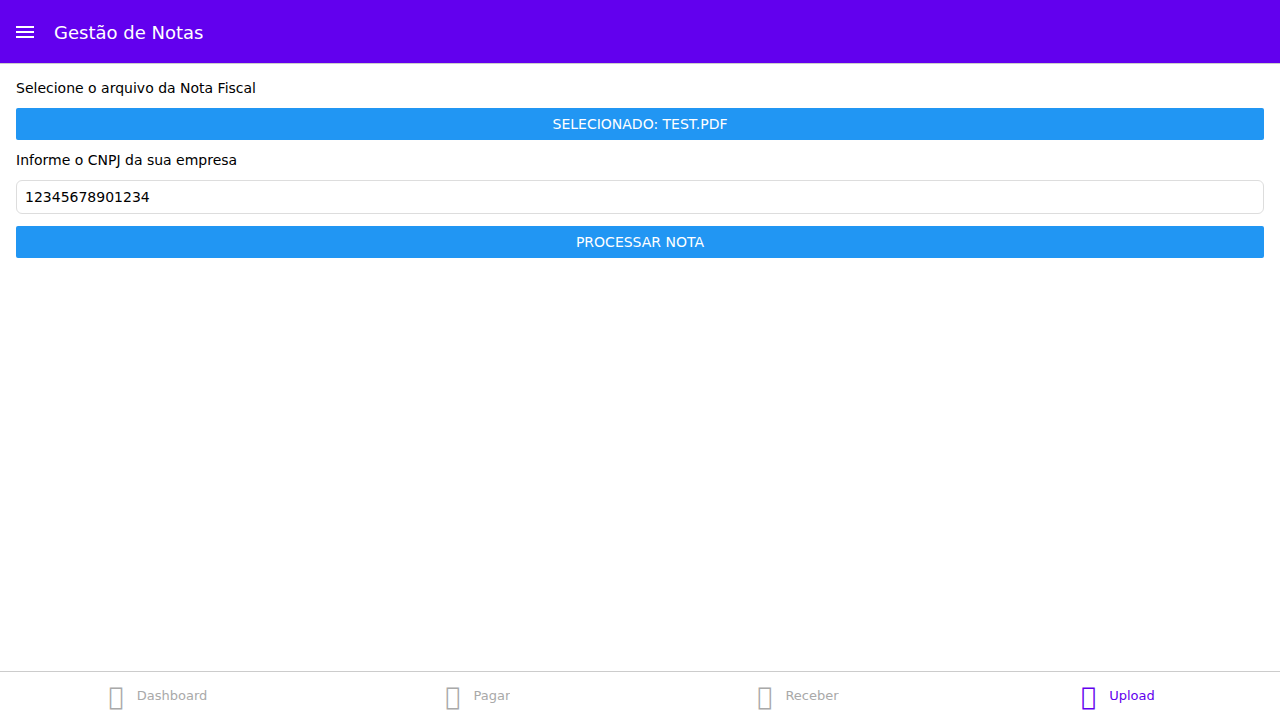 Gestão de Notas
Selecione o arquivo da Nota Fiscal
SELECIONADO: TEST.PDF
Informe o CNPJ da sua empresa
12345678901234
PROCESSAR NOTA
Dashboard
Pagar
Receber
Upload